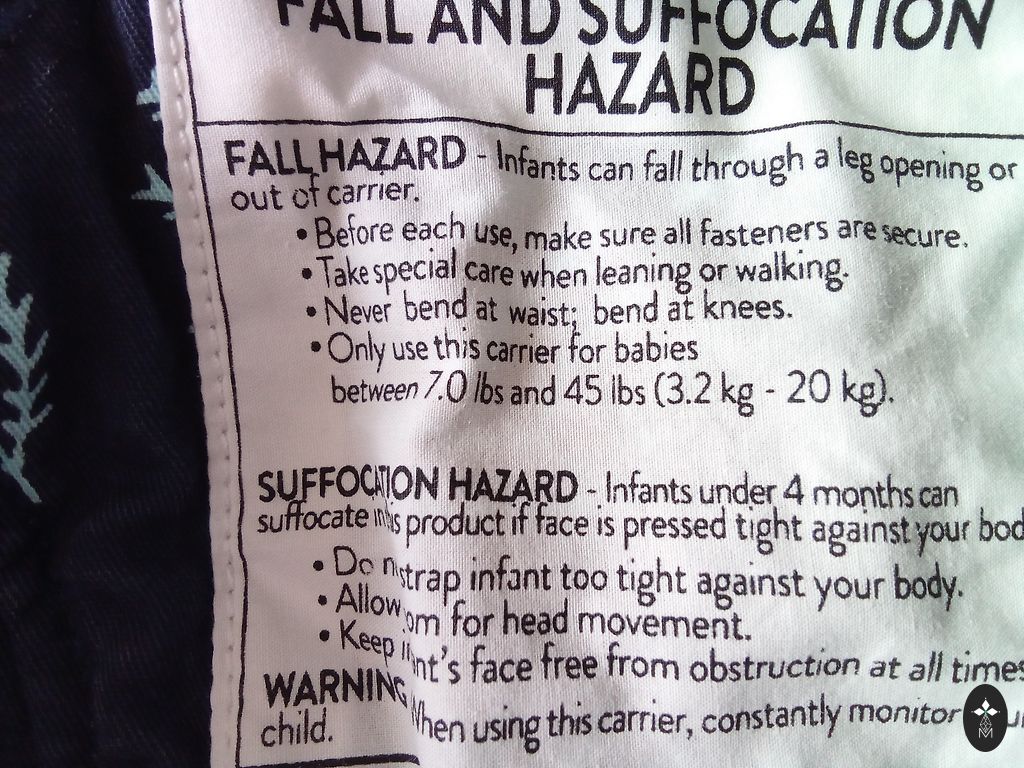 FALL AND SUFFOCATION
HAZARD
FALL HAZARD - Infants can fall through a leg opening or
out of carrier.
• Before each use, make sure all fasteners are secure.
• Take special care when leaning or walking.
• Never bend at waist; bend at knees.
• Only use this carrier for babies
between 7.0 lbs and 45 lbs (3.2 kg - 20 kg).
SUFFOCATION HAZARD - Infants under 4 months can
suffocate in product if face is pressed tight against your
• Do strap infant too tight against your body.
• Allow for head movement.
• Keep face free from obstruction at all times
WARNING When using this carrier, constantly monitor
child.